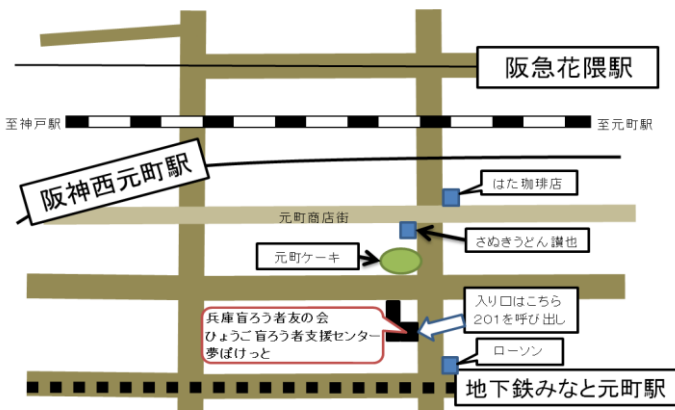 阪急花隈駅
至神戸駅
至元町駅
阪神西元町駅
はた珈琲店
元町商店街
さぬきうどん讃也
元町ケーキ
兵庫盲ろう者友の会
ひょうご盲ろう者支援センター
夢ぽけっと
入り口はこちら
201を呼び出し
ローソン
地下鉄みなと元町駅